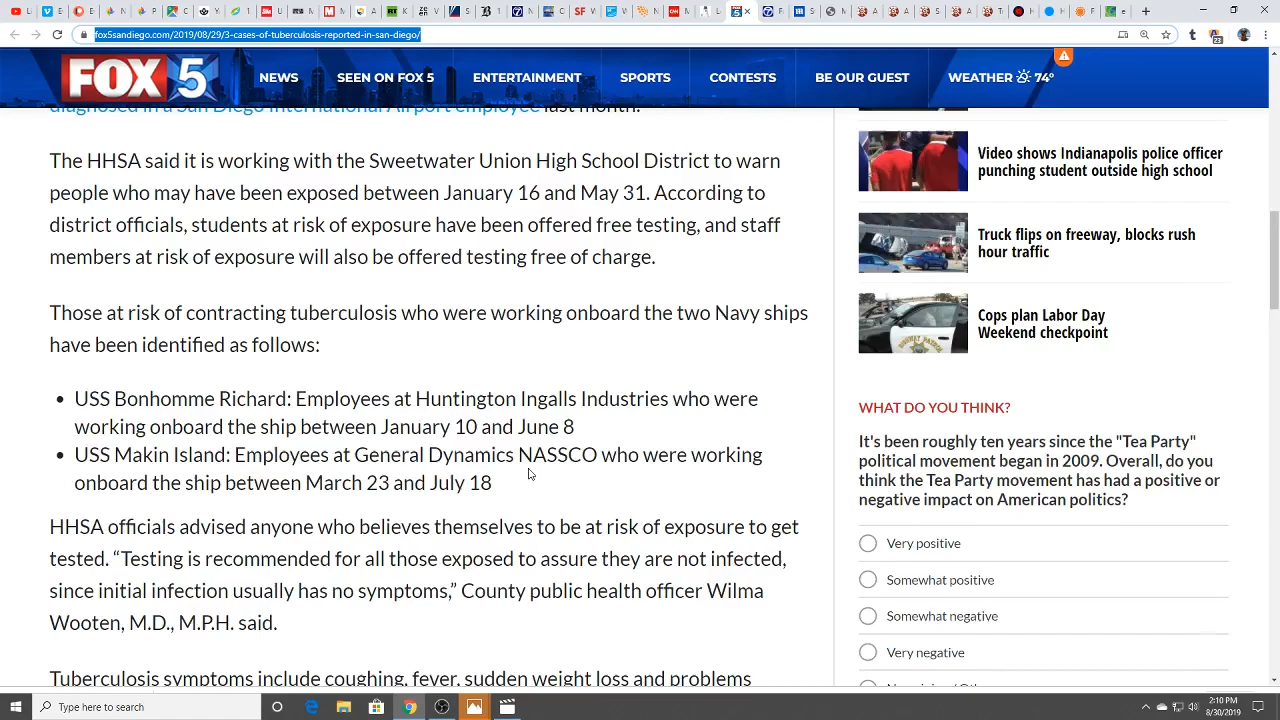 fox5sandiego.com/2019/08/29/3-cases-of-tuberculosis-reported-in-san-diego/
FOX 5
NEWS
SEEN ON FOX 5
ENTERTAINMENT
SPORTS
CONTESTS
BE OUR GUEST
WEATHER 74°
diagnosed in a San Diego International Airport employee last month.
The HHSA said it is working with the Sweetwater Union High School District to warn
people who may have been exposed between January 16 and May 31. According to
district officials, students at risk of exposure have been offered free testing, and staff
members at risk of exposure will also be offered testing free of charge.
Those at risk of contracting tuberculosis who were working onboard the two Navy ships
have been identified as follows:
• USS Bonhomme Richard: Employees at Huntington Ingalls Industries who were
working onboard the ship between January 10 and June 8
• USS Makin Island: Employees at General Dynamics NASSCO who were working
onboard the ship between March 23 and July 18
HHSA officials advised anyone who believes themselves to be at risk of exposure to get
tested. “Testing is recommended for all those exposed to assure they are not infected,
since initial infection usually has no symptoms,” County public health officer Wilma
Wooten, M.D., M.P.H. said.
Tuberculosis symptoms include coughing, fever, sudden weight loss and problems
Video shows Indianapolis police officer
punching student outside high school
Truck flips on freeway, blocks rush
hour traffic
Cops plan Labor Day
Weekend checkpoint
WHAT DO YOU THINK?
It's been roughly ten years since the "Tea Party"
political movement began in 2009. Overall, do you
think the Tea Party movement has had a positive or
negative impact on American politics?
Very positive
Somewhat positive
Somewhat negative
Very negative
Type here to search
2:10 PM
8/30/2019